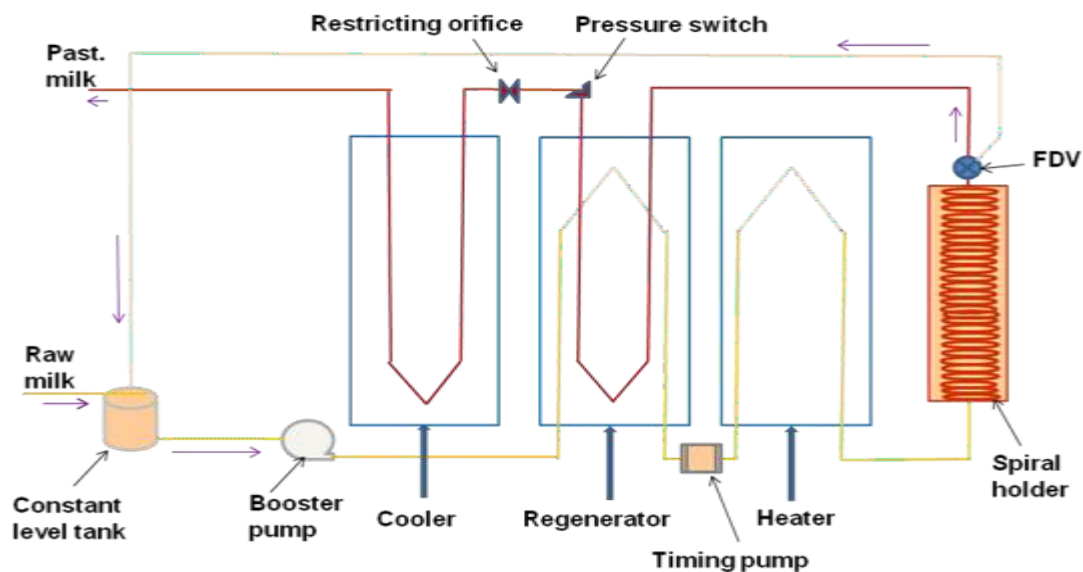 Restricting orifice
Pressure switch
Past.
milk
FDV
Raw
milk
Constant
level tank
Booster
pump
Cooler
Regenerator
Heater
Timing pump
Spiral
holder